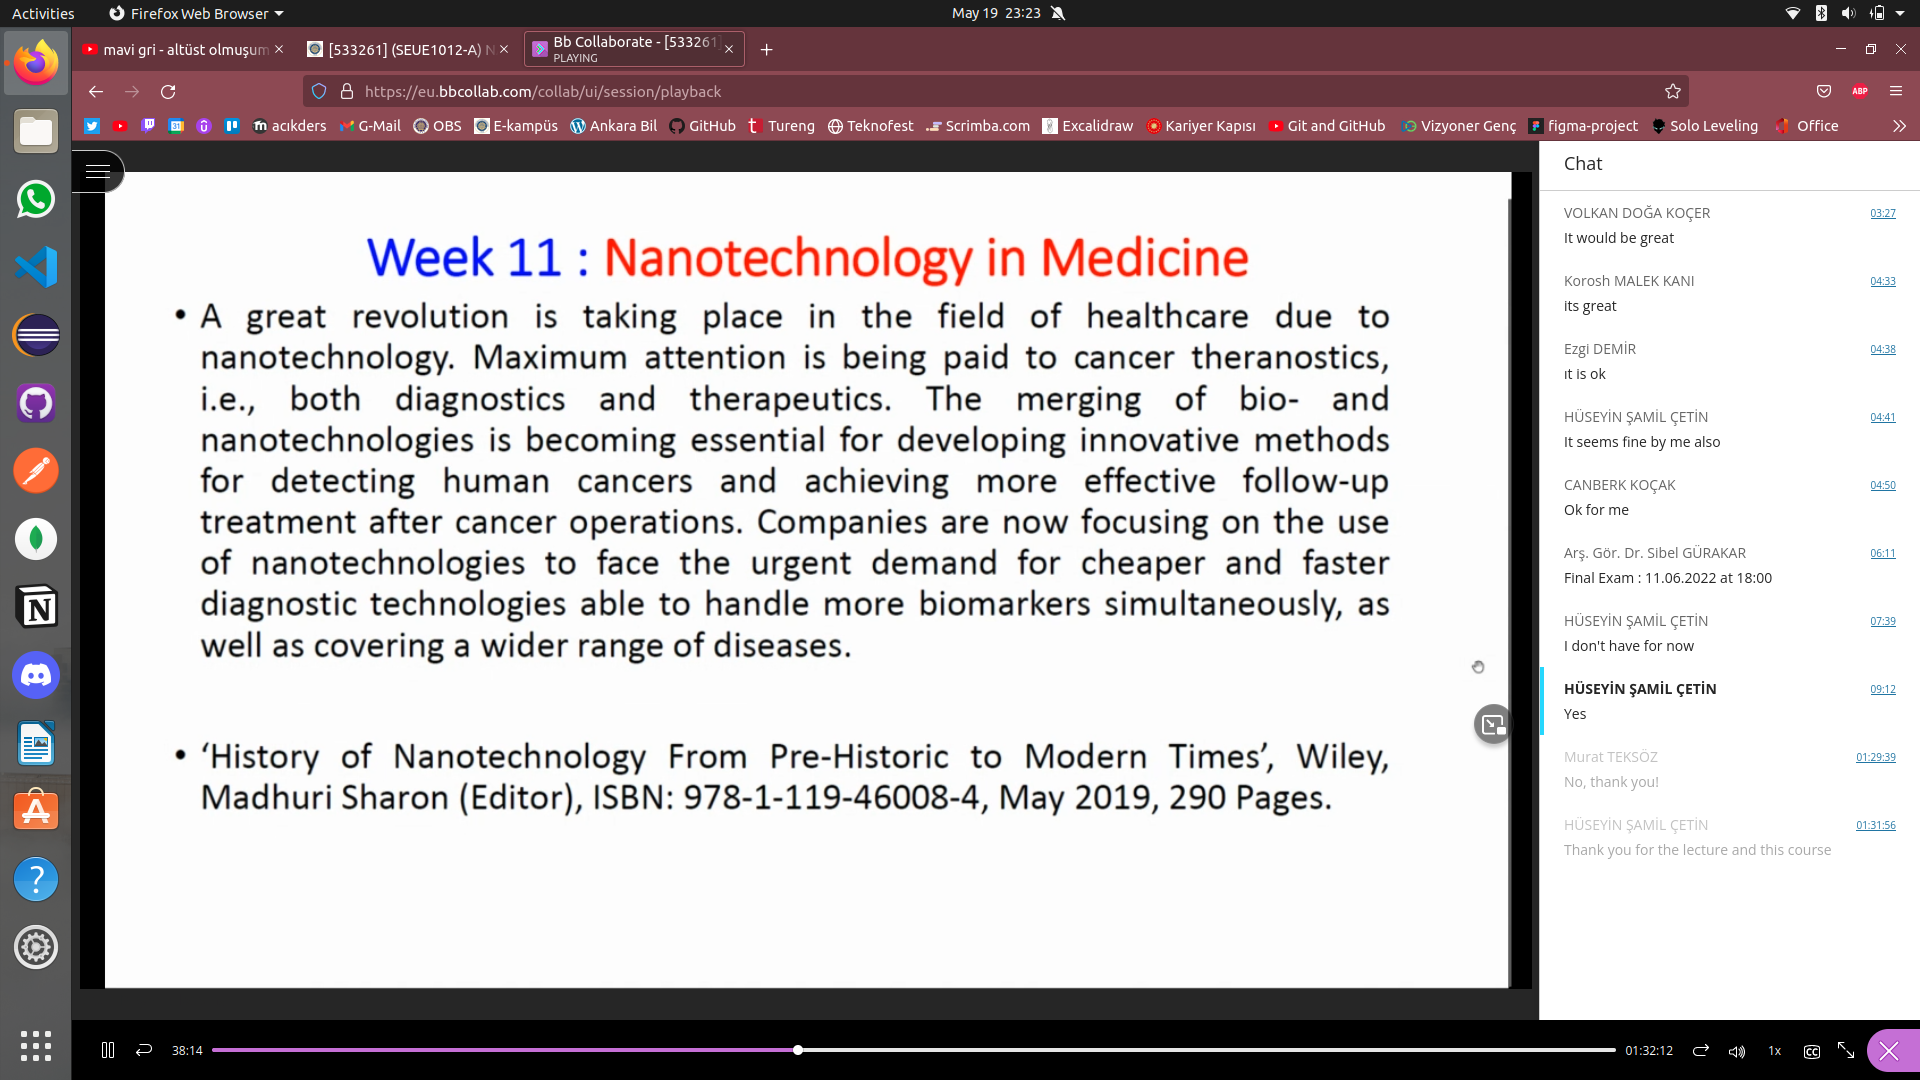 Activities
Firefox Web Browser
May 19 23:23
mavi gri - altüst olmuşum
[533261] (SEUE1012-A) N
Bb Collaborate - [533261]
PLAYING
https://eu.bbcollab.com/collab/ui/session/playback
ABP
acıkders
G-Mail
OBS
E-kampüs
Ankara Bil
GitHub
Tureng
Teknofest
Scrimba.com
Excalidraw
Kariyer Kapısı
Git and GitHub
Vizyoner Genç
figma-project
Solo Leveling
Office
Week 11 : Nanotechnology in Medicine
• A great revolution is taking place in the field of healthcare due to
nanotechnology. Maximum attention is being paid to cancer theranostics,
i.e., both diagnostics and therapeutics. The merging of bio- and
nanotechnologies is becoming essential for developing innovative methods
for detecting human cancers and achieving more effective follow-up
treatment after cancer operations. Companies are now focusing on the use
of nanotechnologies to face the urgent demand for cheaper and faster
diagnostic technologies able to handle more biomarkers simultaneously, as
well as covering a wider range of diseases.
• ‘History of Nanotechnology From Pre-Historic to Modern Times’, Wiley,
Madhuri Sharon (Editor), ISBN: 978-1-119-46008-4, May 2019, 290 Pages.
Chat
VOLKAN DOĞA KOÇER 03:27
It would be great
Korosh MALEK KANI 04:33
its great
Ezgi DEMİR 04:38
ıt is ok
HÜSEYİN ŞAMİL ÇETİN 04:41
It seems fine by me also
CANBERK KOÇAK 04:50
Ok for me
Arş. Gör. Dr. Sibel GÜRAKAR 06:11
Final Exam : 11.06.2022 at 18:00
HÜSEYİN ŞAMİL ÇETİN 07:39
I don't have for now
HÜSEYİN ŞAMİL ÇETİN 09:12
Yes
Murat TEKSÖZ 01:29:39
No, thank you!
HÜSEYİN ŞAMİL ÇETİN 01:31:56
Thank you for the lecture and this course
38:14
01:32:12
1x
CC